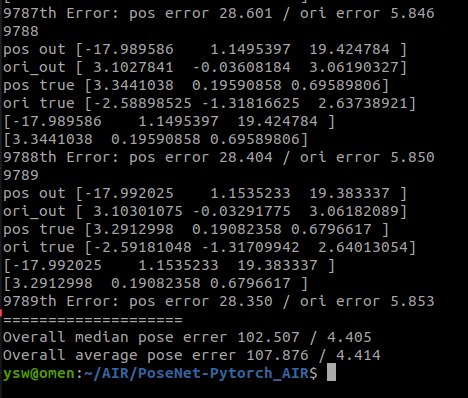 9787th Error: pos error 28.601 / ori error 5.846
9788
pos out [-17.989586    1.1495397  19.424784 ]
ori_out [ 3.1027841  -0.03608184  3.06190327]
pos true [3.3441038  0.19590858 0.69589806]
ori true [-2.58898525 -1.31816625  2.63738921]
[-17.989586    1.1495397  19.424784 ]
[3.3441038  0.19590858 0.69589806]
9788th Error: pos error 28.404 / ori error 5.850
9789
pos out [-17.992025    1.1535233  19.383337 ]
ori_out [ 3.10301075 -0.03291775  3.06182089]
pos true [3.2912998  0.19082358 0.6796617 ]
ori true [-2.59181048 -1.31709942  2.64013054]
[-17.992025    1.1535233  19.383337 ]
[3.2912998  0.19082358 0.6796617 ]
9789th Error: pos error 28.350 / ori error 5.853
====================
Overall median pose errer 102.507 / 4.405
Overall average pose errer 107.876 / 4.414
ysw@omen:~/AIR/PoseNet-Pytorch_AIR$